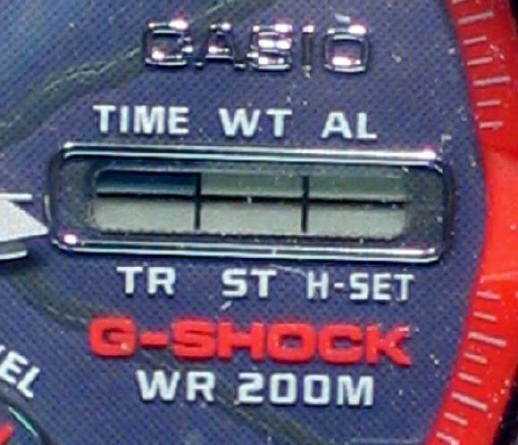 CASIO
TIME WT AL
TR ST H-SET
G-SHOCK
WR 200M